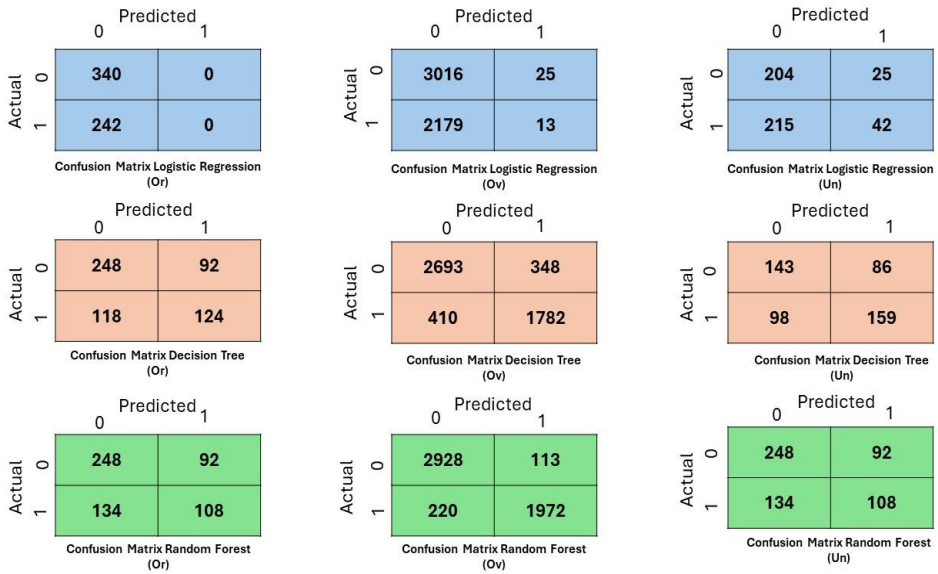 Predicted
0 1
Actual
0
340 0
1
242 0
Confusion Matrix Logistic Regression
(Or)
Predicted
0 1
Actual
0
3016 25
1
2179 13
Confusion Matrix Logistic Regression
(Ov)
Predicted
0 1
Actual
0
204 25
1
215 42
Confusion Matrix Logistic Regression
(Un)
Predicted
0 1
Actual
0
248 92
1
118 124
Confusion Matrix Decision Tree
(Or)
Predicted
0 1
Actual
0
2693 348
1
410 1782
Confusion Matrix Decision Tree
(Ov)
Predicted
0 1
Actual
0
143 86
1
98 159
Confusion Matrix Decision Tree
(Un)
Predicted
0 1
Actual
0
248 92
1
134 108
Confusion Matrix Random Forest
(Or)
Predicted
0 1
Actual
0
2928 113
1
220 1972
Confusion Matrix Random Forest
(Ov)
Predicted
0 1
Actual
0
248 92
1
134 108
Confusion Matrix Random Forest
(Un)